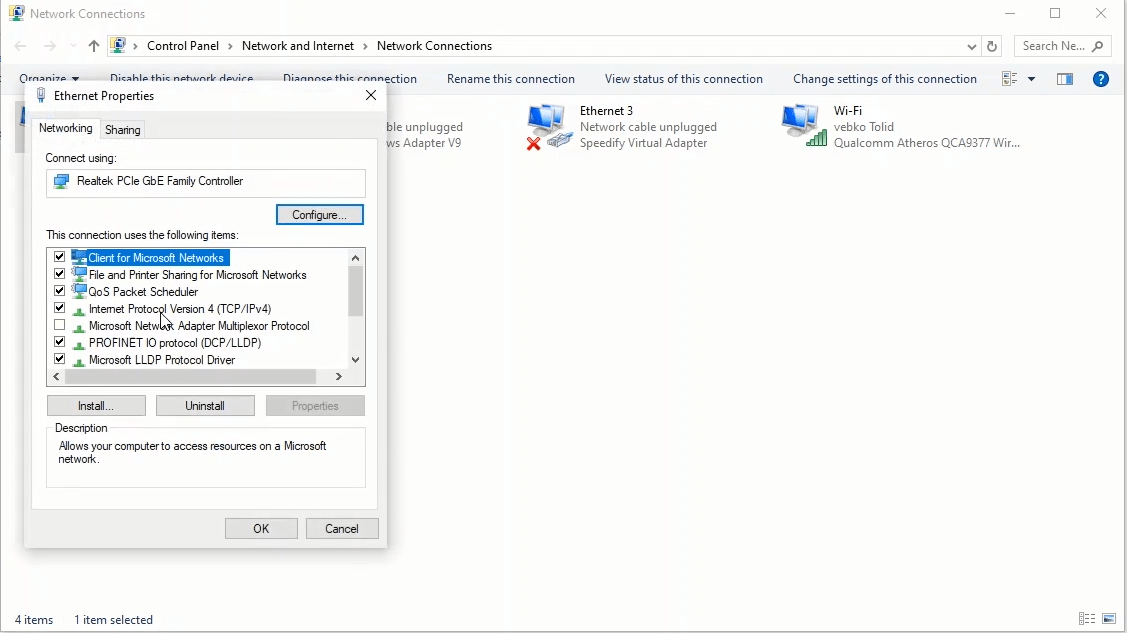 Network Connections
Control Panel > Network and Internet > Network Connections
Search Ne...
Organize Disable this network device Diagnose this connection Rename this connection View status of this connection Change settings of this connection
Ethernet Properties
Networking Sharing
Connect using:
Realtek PCIe GbE Family Controller
Configure...
This connection uses the following items:
Client for Microsoft Networks
File and Printer Sharing for Microsoft Networks
QoS Packet Scheduler
Internet Protocol Version 4 (TCP/IPv4)
Microsoft Network Adapter Multiplexor Protocol
PROFINET IO protocol (DCP/LLDP)
Microsoft LLDP Protocol Driver
Install... Uninstall Properties
Description
Allows your computer to access resources on a Microsoft
network.
OK Cancel
ble unplugged
ws Adapter V9
Ethernet 3
Network cable unplugged
Speedify Virtual Adapter
Wi-Fi
vebko Tolid
Qualcomm Atheros QCA9377 Wir...
4 items 1 item selected